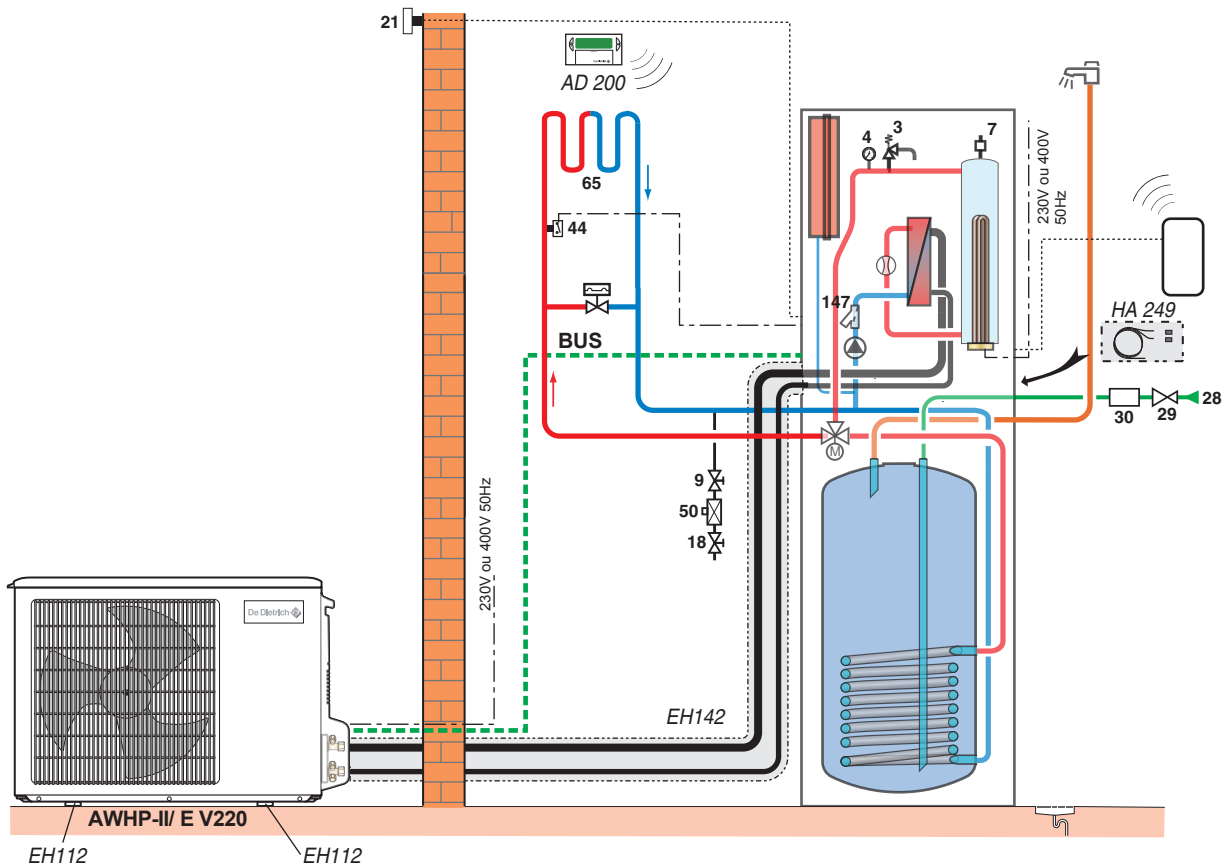 21
AD 200
65
44
BUS
4
3
7
230V ou 400V
50Hz
147
HA 249
30
29
28
M
9
50
18
230V ou 400V 50Hz
De Dietrich
EH142
AWHP-II/ E V220
EH112
EH112